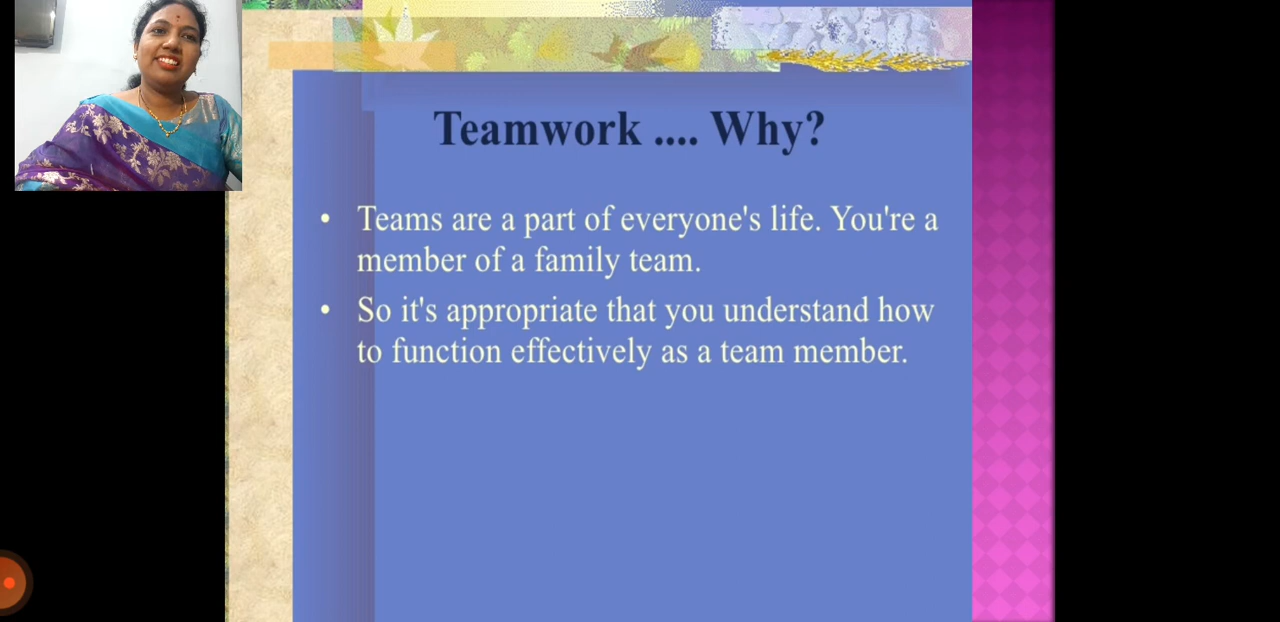 Teamwork .... Why?
• Teams are a part of everyone's life. You're a
member of a family team.
• So it's appropriate that you understand how
to function effectively as a team member.